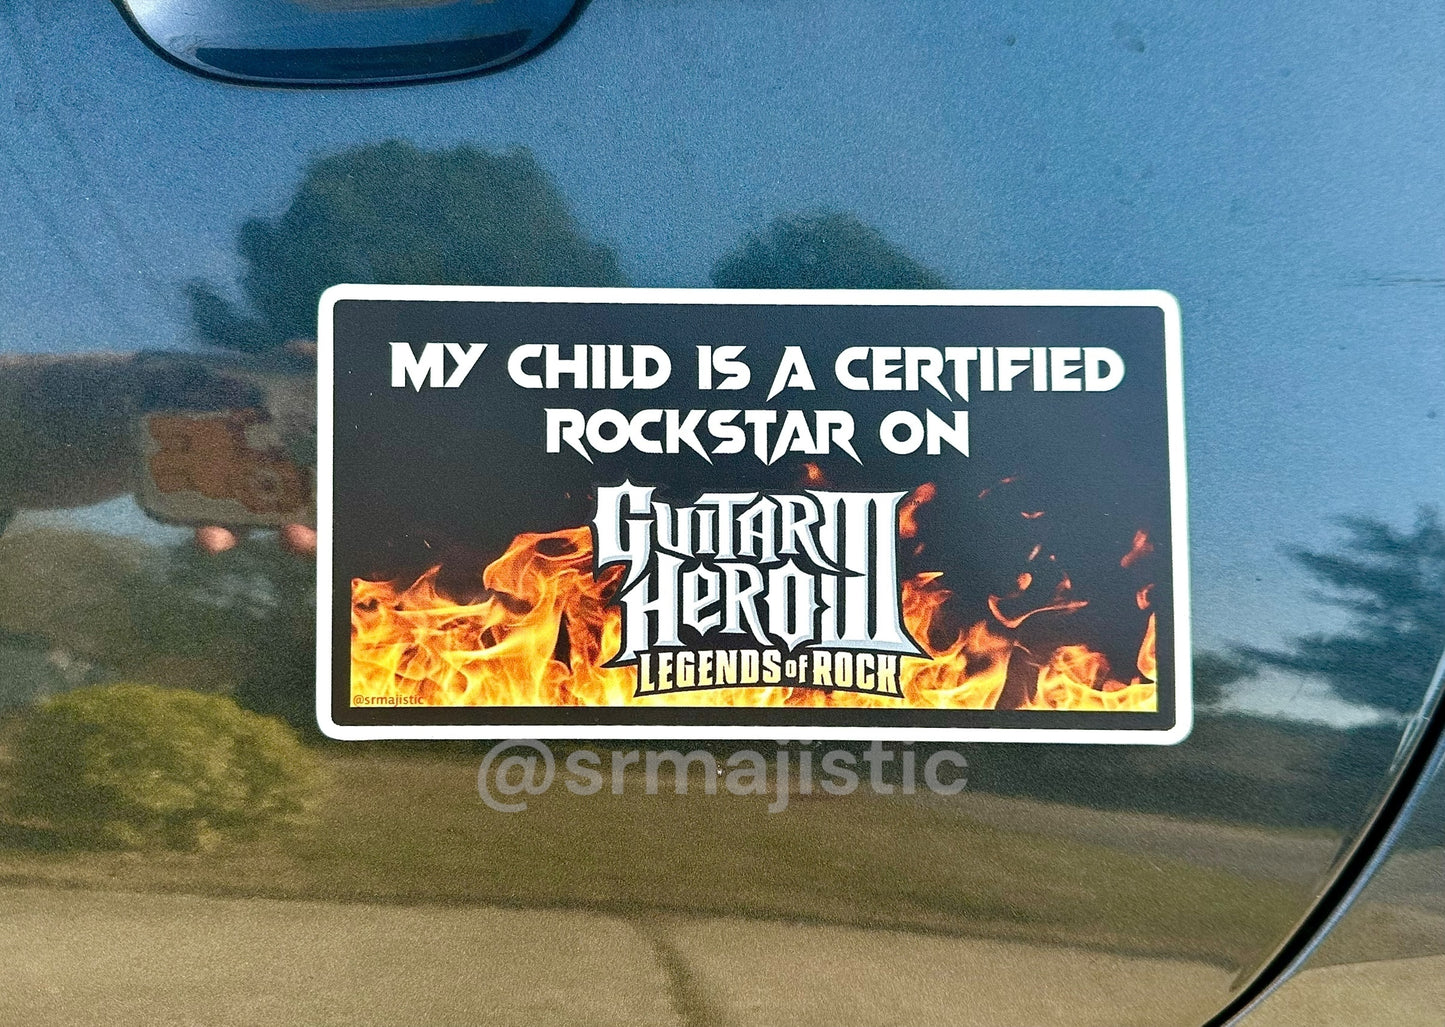 MY CHILD IS A CERTIFIED
ROCKSTAR ON
GUITAR III
HERO
LEGENDS of ROCK
@srmajistic
@srmajistic